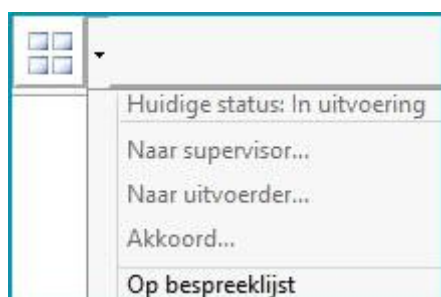 Huidige status: In uitvoering
Naar supervisor...
Naar uitvoerder...
Akkoord...
Op bespreeklijst